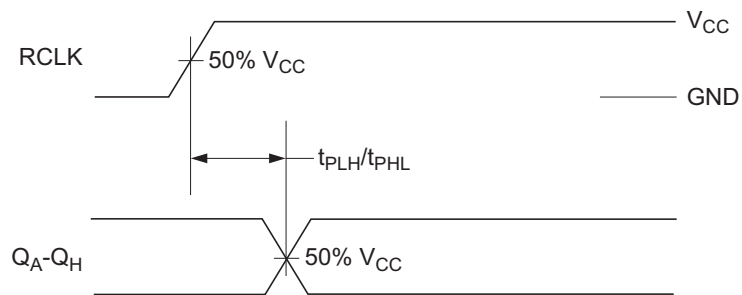 V_CC
RCLK
50% V_CC
GND
t_PLH/t_PHL
Q_A-Q_H
50% V_CC